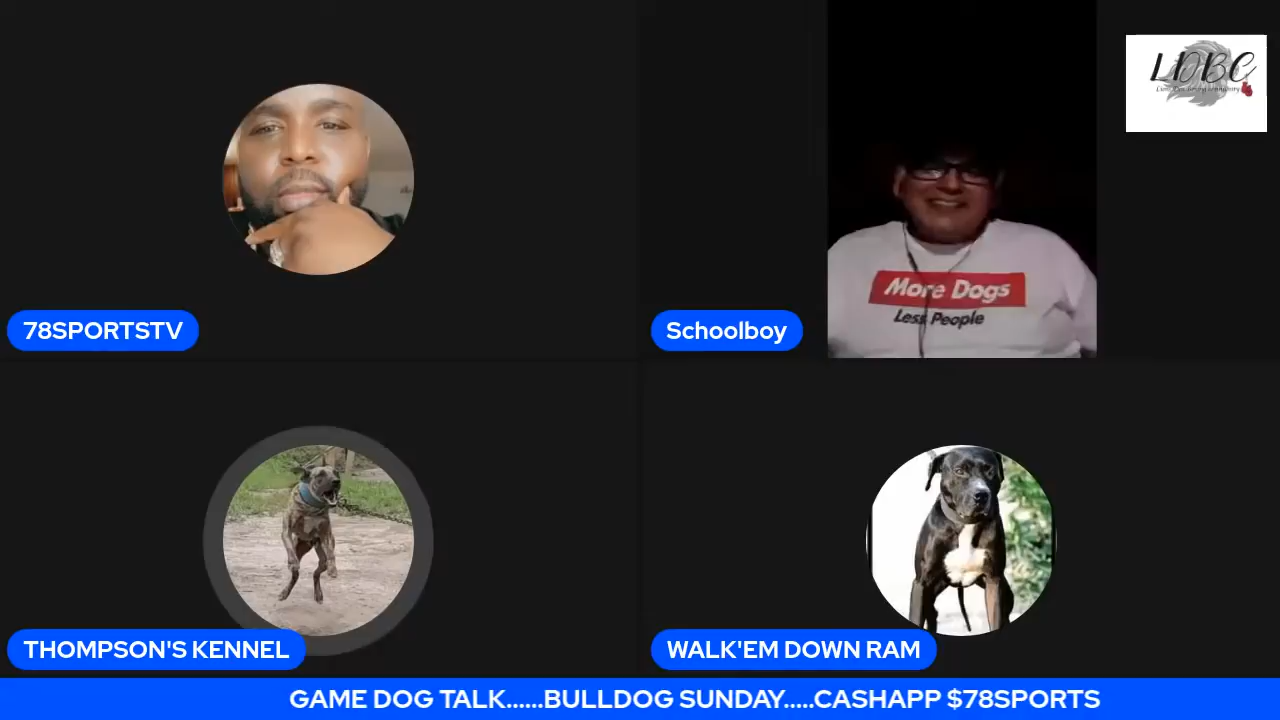 LDBC
78SPORTSTV
More Dogs
Less People
Schoolboy
THOMPSON'S KENNEL
WALK'EM DOWN RAM
GAME DOG TALK......BULLDOG SUNDAY.....CASHAPP $78SPORTS